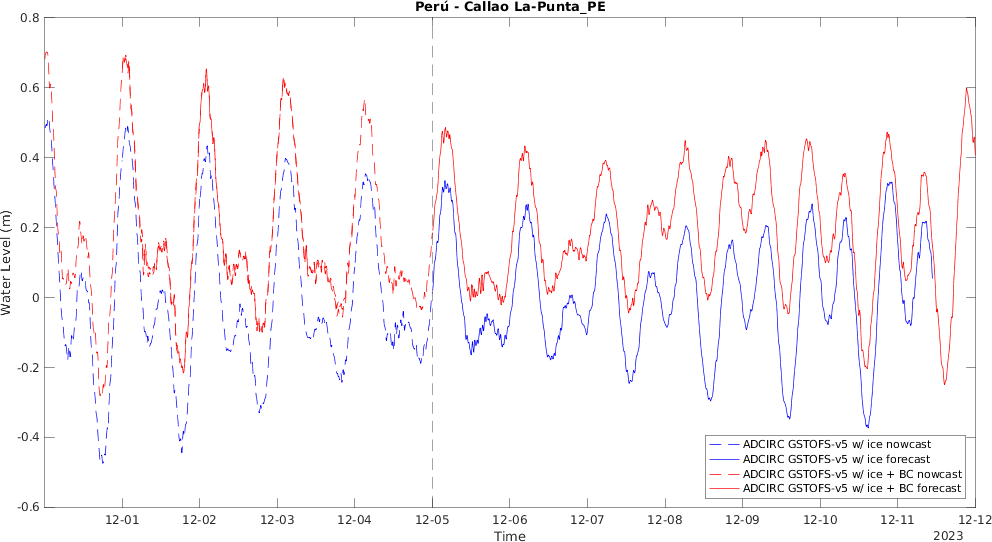 Perú - Callao La-Punta_PE
Water Level (m)
0.8
0.6
0.4
0.2
0
-0.2
-0.4
-0.6
ADCIRC GSTOFS-v5 w/ ice nowcast
ADCIRC GSTOFS-v5 w/ ice forecast
ADCIRC GSTOFS-v5 w/ ice + BC nowcast
ADCIRC GSTOFS-v5 w/ ice + BC forecast
12-01 12-02 12-03 12-04 12-05 12-06 12-07 12-08 12-09 12-10 12-11 12-12
Time
2023